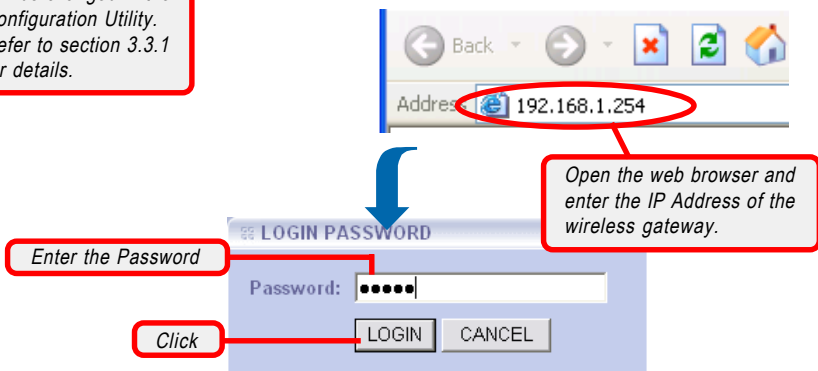 onfiguration Utility.
efer to section 3.3.1
r details.
Back
Address
192.168.1.254
Open the web browser and
enter the IP Address of the
wireless gateway.
LOGIN PASSWORD
Enter the Password
Password:
LOGIN
CANCEL
Click